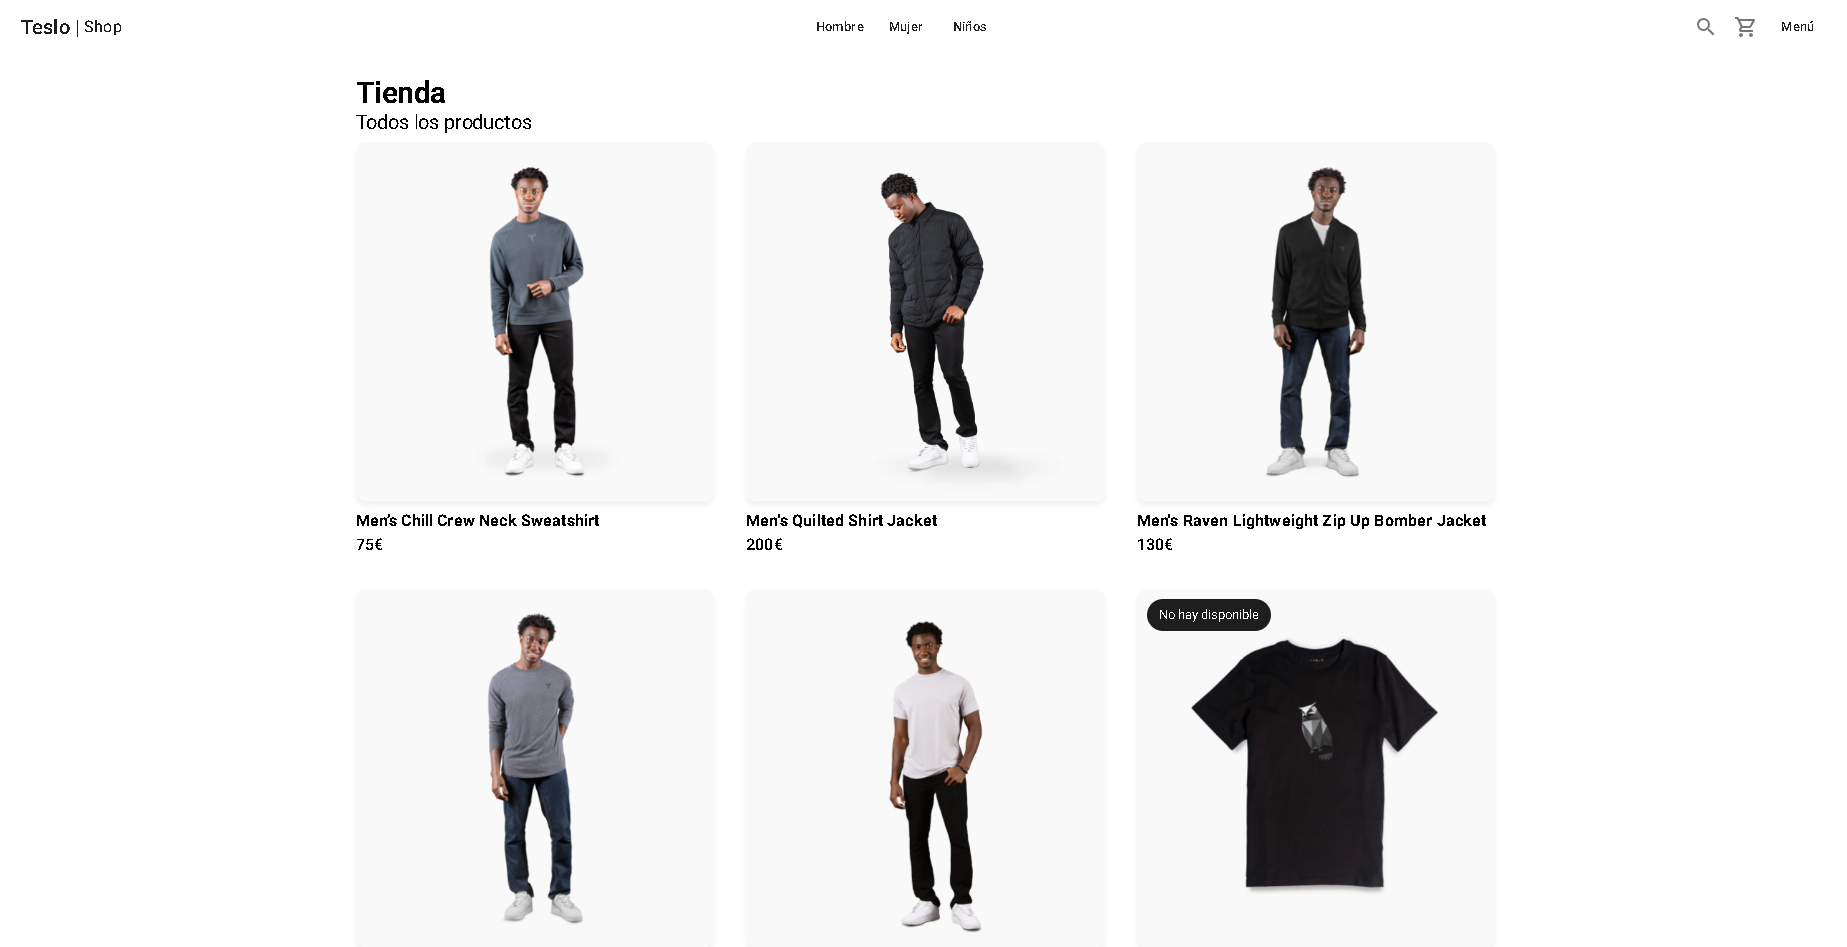 Teslo | Shop
Hombre
Mujer
Niños
Menú
Tienda
Todos los productos
Men's Chill Crew Neck Sweatshirt
75€
Men's Quilted Shirt Jacket
200€
Men's Raven Lightweight Zip Up Bomber Jacket
130€
No hay disponible